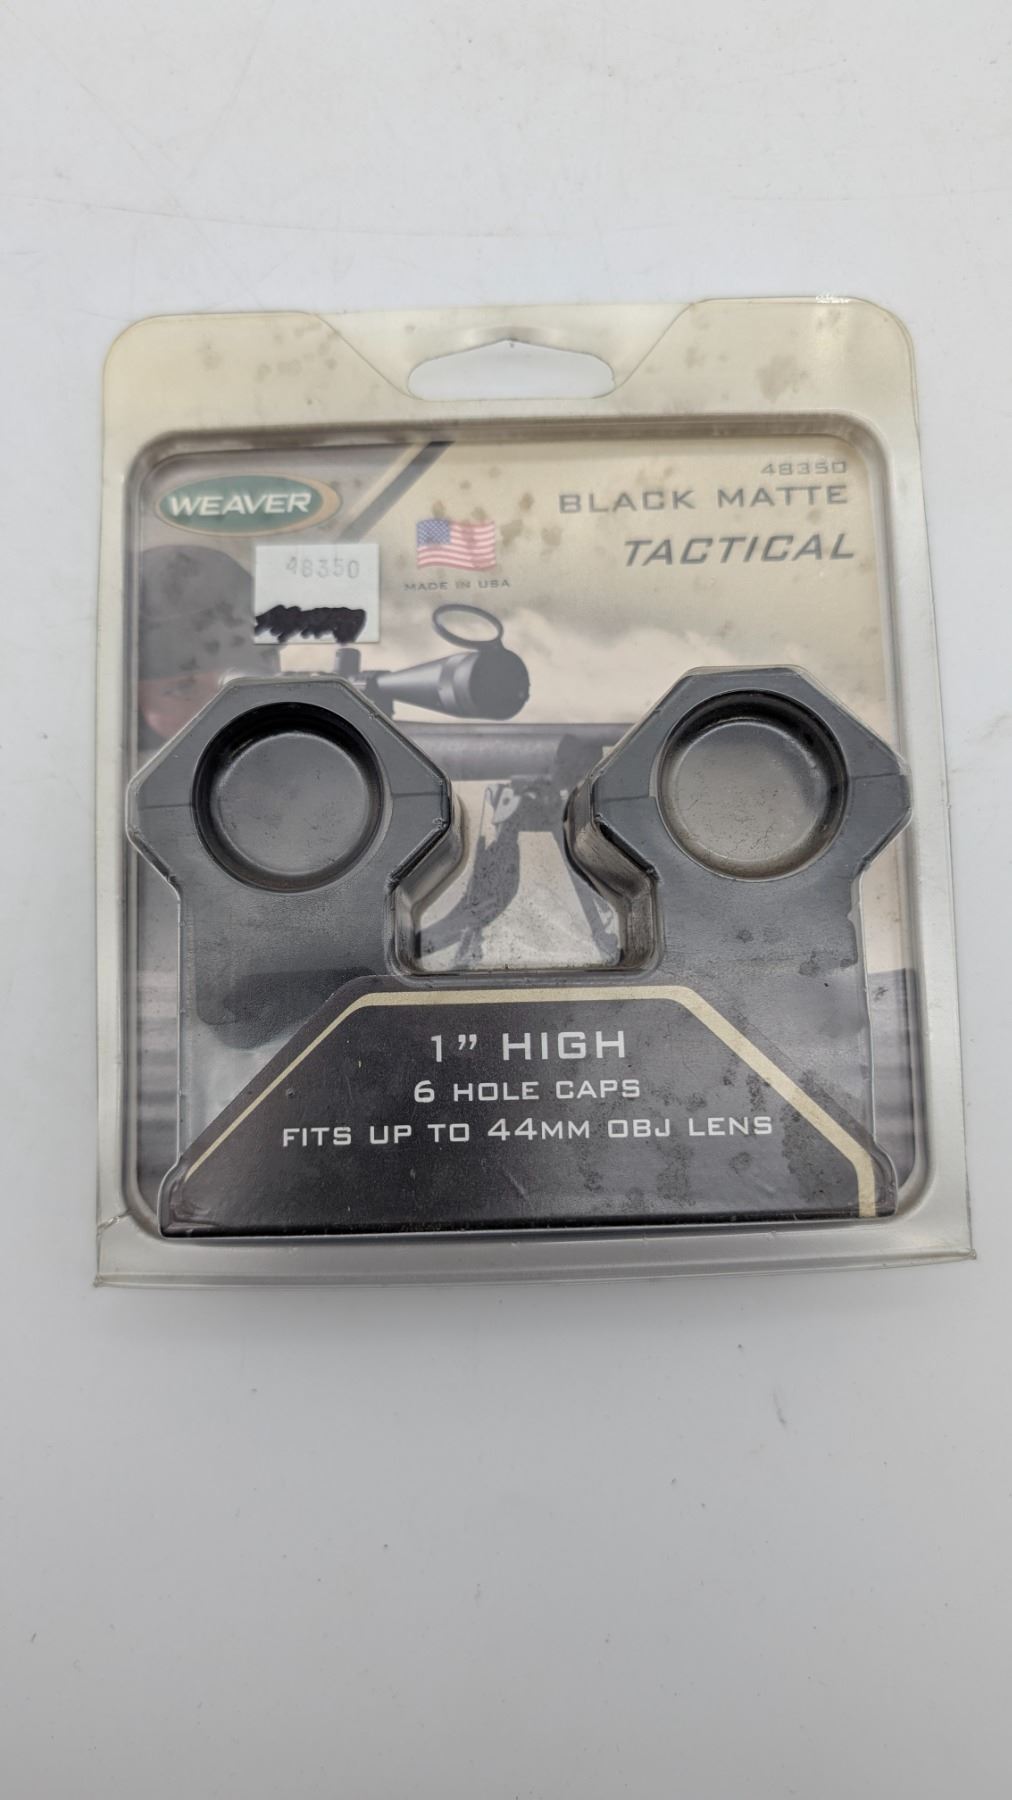 48350
BLACK MATTE
TACTICAL
WEAVER
48350
MADE IN USA
1" HIGH
6 HOLE CAPS
FITS UP TO 44MM OBJ LENS